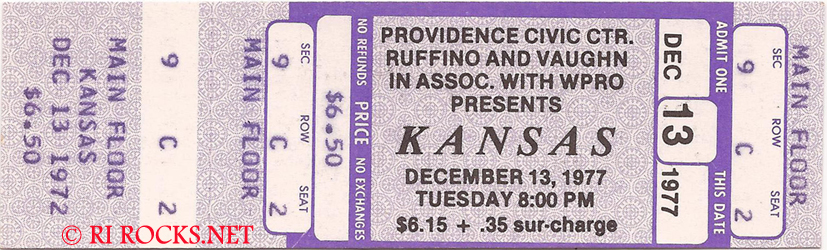 MAIN FLOOR
KANSAS
DEC 13 1972
$6.50
9 C 2
MAIN FLOOR
SEC ROW SEAT
9 C 2
NO REFUNDS PRICE NO EXCHANGES
$6.50
PROVIDENCE CIVIC CTR.
RUFFINO AND VAUGHN
IN ASSOC. WITH WPRO
PRESENTS
KANSAS
DECEMBER 13, 1977
TUESDAY 8:00 PM
$6.15 + .35 sur-charge
DEC 13 1977
ADMIT ONE THIS DATE
SEC ROW SEAT
9 C 2
MAIN FLOOR
© RI ROCKS.NET